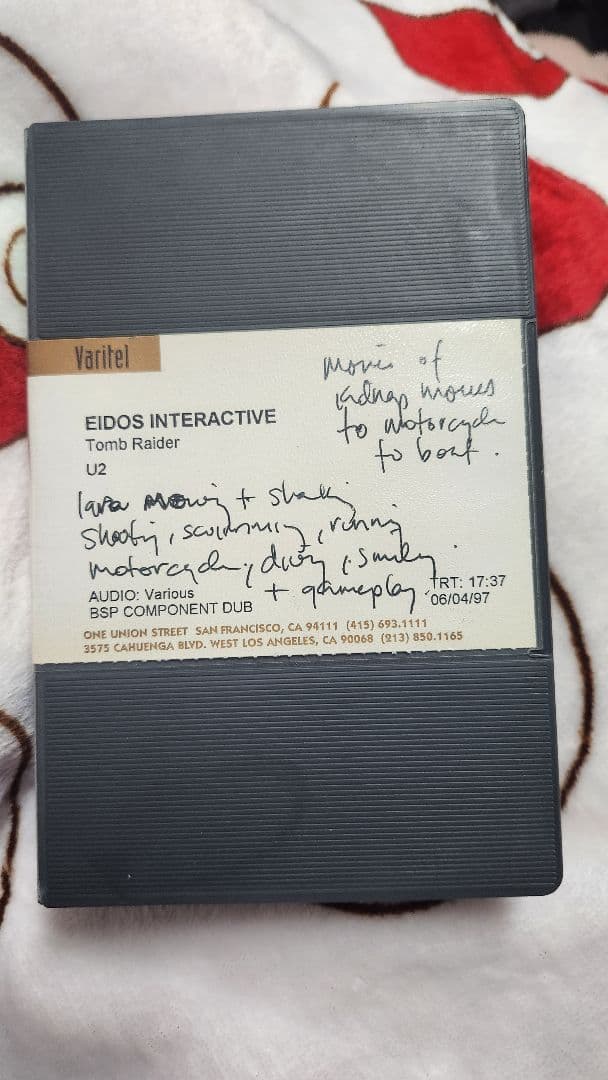 Varitel
Movie of
kidnap moves
to motorcycle
to boat.
EIDOS INTERACTIVE
Tomb Raider
U2
lara moving +
shooting, swimming, running
motorcycle, diving, smiling
+ gameplay
AUDIO: Various
BSP COMPONENT DUB
TRT: 17:37
06/04/97
ONE UNION STREET SAN FRANCISCO, CA 94111 (415) 693.1111
3575 CAHUENGA BLVD. WEST LOS ANGELES, CA 90068 (213) 850.1165